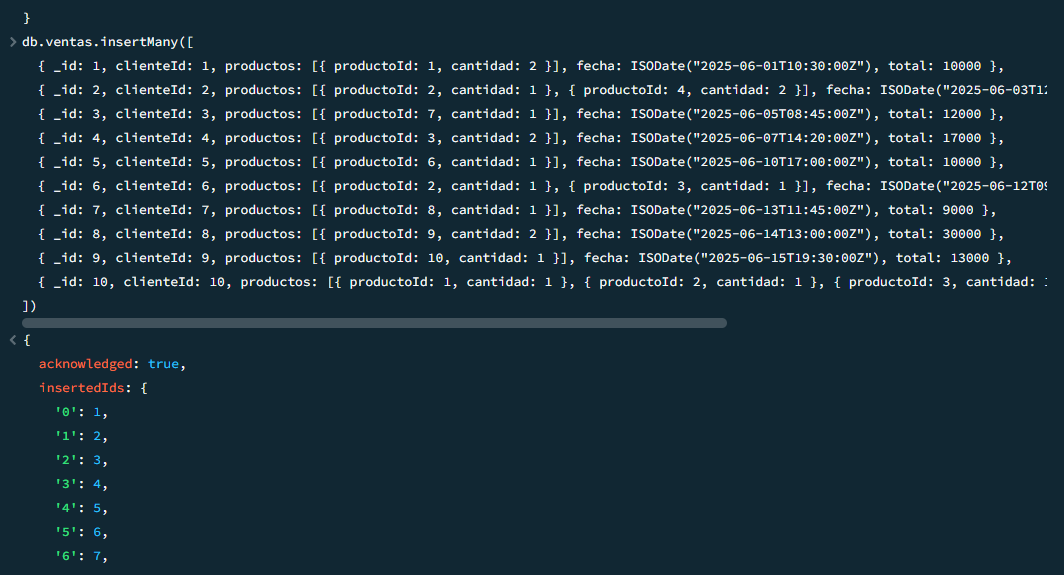 }
db.ventas.insertMany([
{ _id: 1, clienteId: 1, productos: [{ productoId: 1, cantidad: 2 }], fecha: ISODate("2025-06-01T10:30:00Z"), total: 10000 },
{ _id: 2, clienteId: 2, productos: [{ productoId: 2, cantidad: 1 }, { productoId: 4, cantidad: 2 }], fecha: ISODate("2025-06-03T12
{ _id: 3, clienteId: 3, productos: [{ productoId: 7, cantidad: 1 }], fecha: ISODate("2025-06-05T08:45:00Z"), total: 12000 },
{ _id: 4, clienteId: 4, productos: [{ productoId: 3, cantidad: 2 }], fecha: ISODate("2025-06-07T14:20:00Z"), total: 17000 },
{ _id: 5, clienteId: 5, productos: [{ productoId: 6, cantidad: 1 }], fecha: ISODate("2025-06-10T17:00:00Z"), total: 10000 },
{ _id: 6, clienteId: 6, productos: [{ productoId: 2, cantidad: 1 }, { productoId: 3, cantidad: 1 }], fecha: ISODate("2025-06-12T09
{ _id: 7, clienteId: 7, productos: [{ productoId: 8, cantidad: 1 }], fecha: ISODate("2025-06-13T11:45:00Z"), total: 9000 },
{ _id: 8, clienteId: 8, productos: [{ productoId: 9, cantidad: 2 }], fecha: ISODate("2025-06-14T13:00:00Z"), total: 30000 },
{ _id: 9, clienteId: 9, productos: [{ productoId: 10, cantidad: 1 }], fecha: ISODate("2025-06-15T19:30:00Z"), total: 13000 },
{ _id: 10, clienteId: 10, productos: [{ productoId: 1, cantidad: 1 }, { productoId: 2, cantidad: 1 }, { productoId: 3, cantidad:
])
{
acknowledged: true,
insertedIds: {
'0': 1,
'1': 2,
'2': 3,
'3': 4,
'4': 5,
'5': 6,
'6': 7,